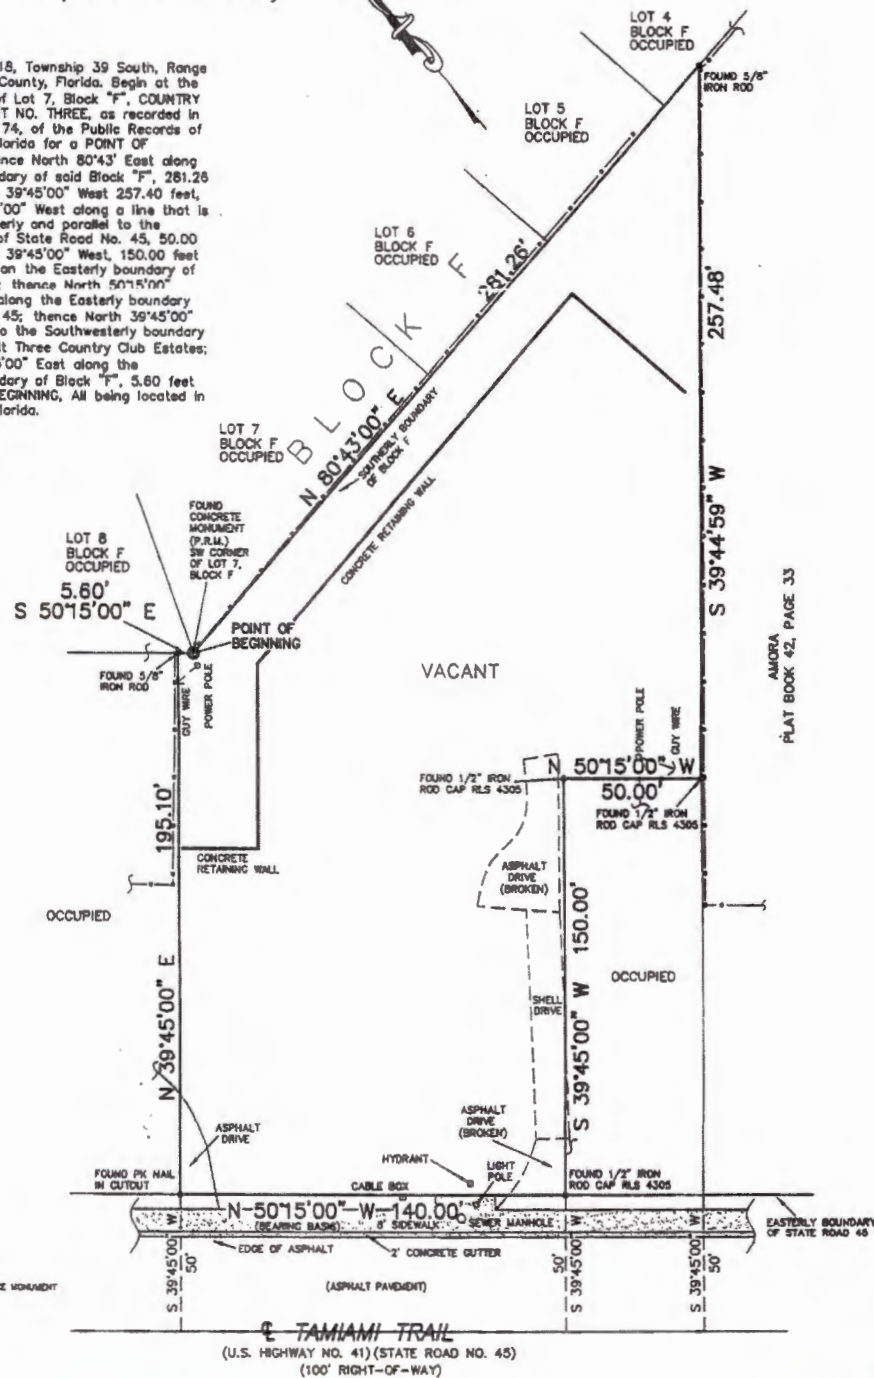 18, Township 39 South, Range
County, Florida. Begin at the
of Lot 7, Block "F", COUNTRY
T NO. THREE, as recorded in
74, of the Public Records of
lorida for a POINT OF
nce North 80°43' East along
dary of said Block "F", 281.26
39°45'00" West 257.40 feet,
'00" West along a line that is
erly and parallel to the
of State Road No. 45, 50.00
39°45'00" West, 150.00 feet
on the Easterly boundary of
thence North 50°15'00"
along the Easterly boundary
45; thence North 39°45'00"
o the Southwesterly boundary
it Three Country Club Estates;
5'00" East along the
dary of Block "F", 5.60 feet
EGINNING, All being located in
lorida.
LOT 4
BLOCK F
OCCUPIED
FOUND 5/8"
IRON ROD
LOT 5
BLOCK F
OCCUPIED
LOT 6
BLOCK F
OCCUPIED
281.26'
BLOCK F
257.48'
LOT 7
BLOCK F
OCCUPIED
N 80°43'00" E
SOUTHERLY BOUNDARY
OF BLOCK F
CONCRETE RETAINING WALL
S 39°44'59" W
FOUND
CONCRETE
MONUMENT
(P.R.M.)
SW CORNER
OF LOT 7,
BLOCK F
LOT 8
BLOCK F
OCCUPIED
5.60'
S 50°15'00" E
POINT OF
BEGINNING
FOUND 5/8"
IRON ROD
GUY WIRE
POWER POLE
VACANT
AMORA
PLAT BOOK 42, PAGE 33
POWER POLE
GUY WIRE
FOUND 1/2" IRON
ROD CAP RLS 4305
N 50°15'00" W
50.00'
FOUND 1/2" IRON
ROD CAP RLS 4305
195.10'
CONCRETE
RETAINING WALL
ASPHALT
DRIVE
(BROKEN)
OCCUPIED
150.00'
OCCUPIED
N 39°45'00" E
SHELL
DRIVE
S 39°45'00" W
ASPHALT
DRIVE
ASPHALT
DRIVE
(BROKEN)
HYDRANT
LIGHT
POLE
FOUND PK NAIL
IN CUTOUT
CABLE BOX
FOUND 1/2" IRON
ROD CAP RLS 4305
N 50°15'00" W 140.00'
(BEARING BASIS)
SIDEWALK
SEWER MANHOLE
EASTERLY BOUNDARY
OF STATE ROAD 45
EDGE OF ASPHALT
2' CONCRETE GUTTER
S 39°45'00 W
50'
S 39°45'00 W
50'
S 39°45'00 W
50'
MONUMENT
(ASPHALT PAVEMENT)
℄ TAMIAMI TRAIL
(U.S. HIGHWAY NO. 41)(STATE ROAD NO. 45)
(100' RIGHT-OF-WAY)